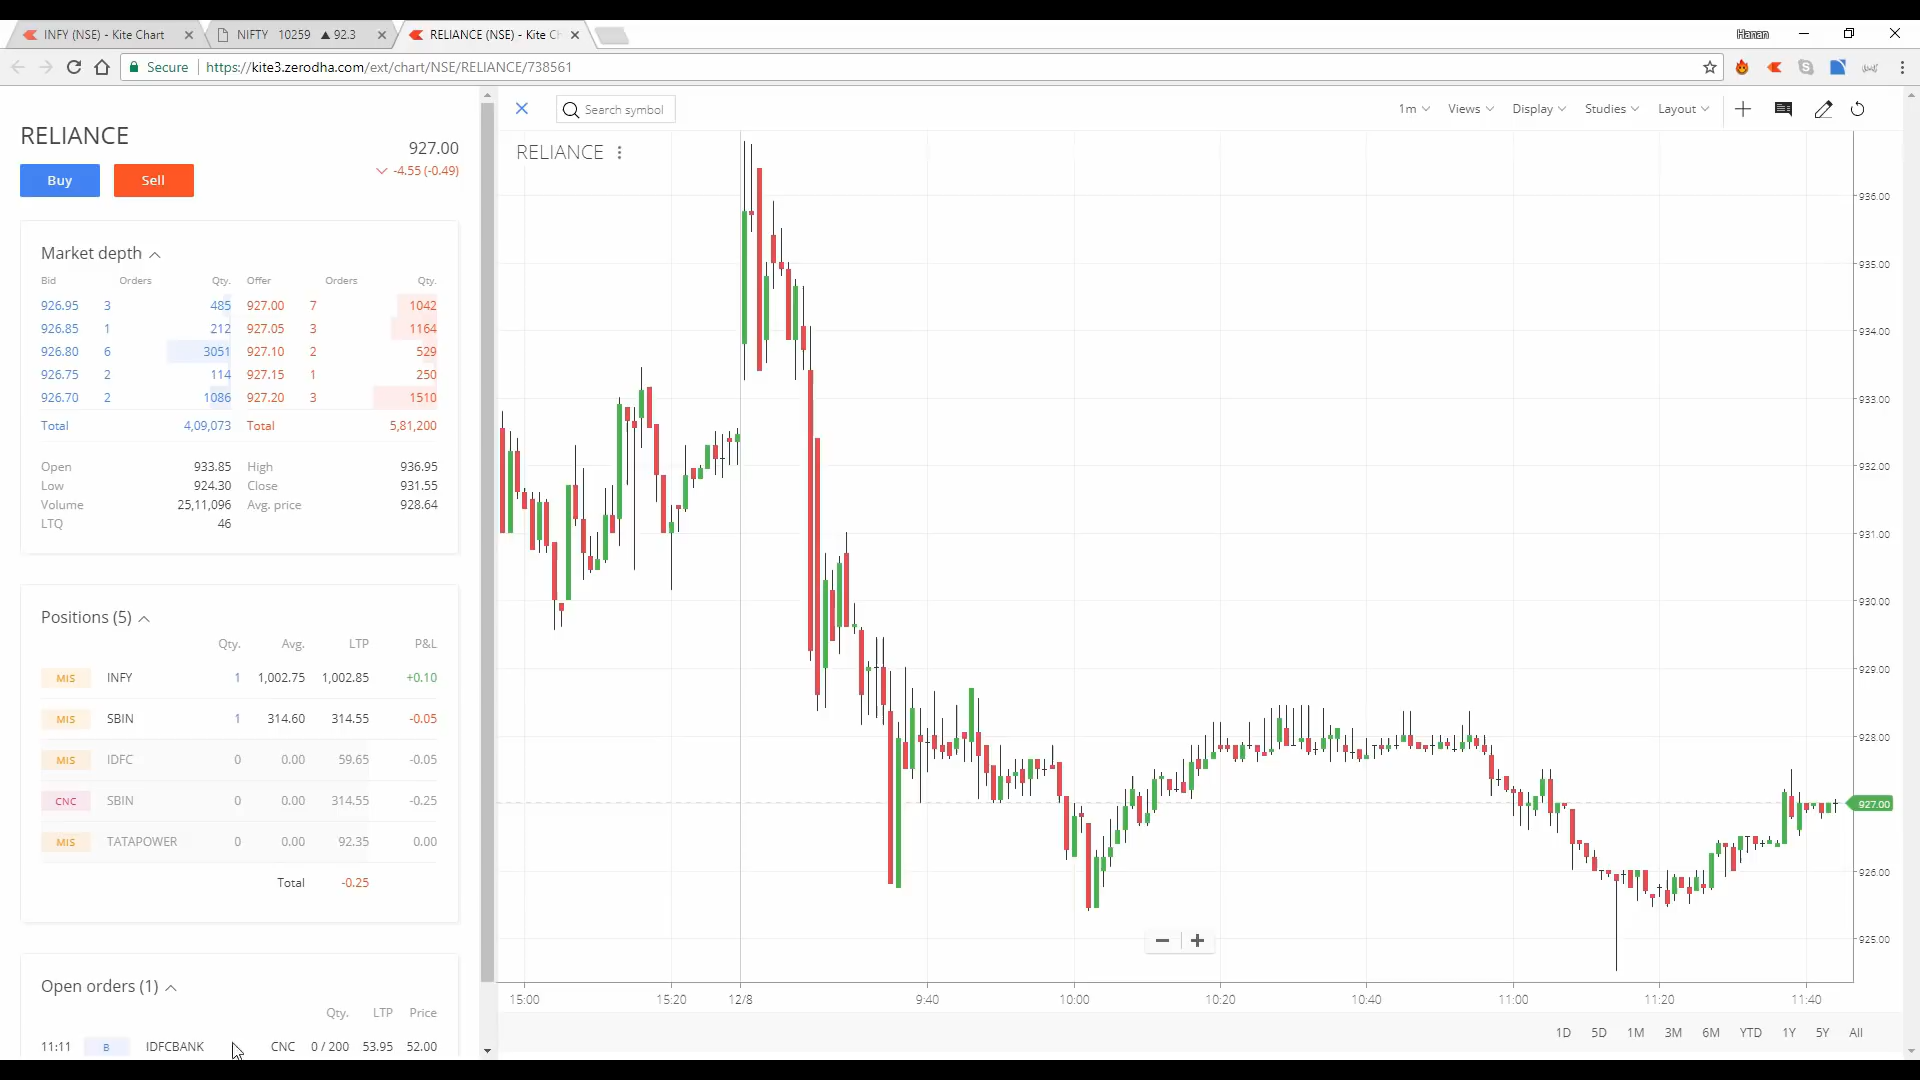 INFY (NSE) - Kite Chart
NIFTY 10259 ▲ 92.3
RELIANCE (NSE) - Kite C
Hanan
Secure
https://kite3.zerodha.com/ext/chart/NSE/RELIANCE/738561
RELIANCE
927.00
-4.55 (-0.49)
Buy Sell
Market depth
Bid Orders Qty. Offer Orders Qty.
926.95 3 485 927.00 7 1042
926.85 1 212 927.05 3 1164
926.80 6 3051 927.10 2 529
926.75 2 114 927.15 1 250
926.70 2 1086 927.20 3 1510
Total 4,09,073 Total 5,81,200
Open 933.85 High 936.95
Low 924.30 Close 931.55
Volume 25,11,096 Avg. price 928.64
LTQ 46
Positions (5)
Qty. Avg. LTP P&L
MIS INFY 1 1,002.75 1,002.85 +0.10
MIS SBIN 1 314.60 314.55 -0.05
MIS IDFC 0 0.00 59.65 -0.05
CNC SBIN 0 0.00 314.55 -0.25
MIS TATAPOWER 0 0.00 92.35 0.00
Total -0.25
Open orders (1)
Qty. LTP Price
11:11 B IDFCBANK CNC 0 / 200 53.95 52.00
Search symbol
1m Views Display Studies Layout
RELIANCE
936.00
935.00
934.00
933.00
932.00
931.00
930.00
929.00
928.00
927.00
926.00
925.00
15:00 15:20 12/8 9:40 10:00 10:20 10:40 11:00 11:20 11:40
1D 5D 1M 3M 6M YTD 1Y 5Y All